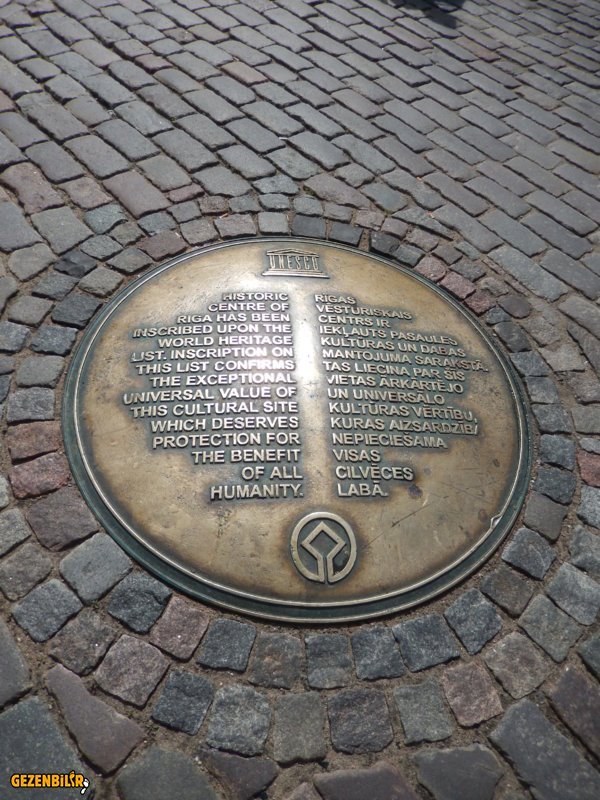 UNESCO
HISTORIC
CENTRE OF
RIGA HAS BEEN
INSCRIBED UPON THE
WORLD HERITAGE
LIST. INSCRIPTION ON
THIS LIST CONFIRMS
THE EXCEPTIONAL
UNIVERSAL VALUE OF
THIS CULTURAL SITE
WHICH DESERVES
PROTECTION FOR
THE BENEFIT
OF ALL
HUMANITY.
RĪGAS
VĒSTURISKAIS
CENTRS IR
IEKĻAUTS PASAULES
KULTŪRAS UN DABAS
MANTOJUMA SARAKSTĀ.
TAS LIECINA PAR ŠĪS
VIETAS ĀRKĀRTĒJO
UN UNIVERSĀLO
KULTŪRAS VĒRTĪBU,
KURAS AIZSARDZĪBA
NEPIECIEŠAMA
VISAS
CILVĒCES
LABĀ.
GEZENBİLİR